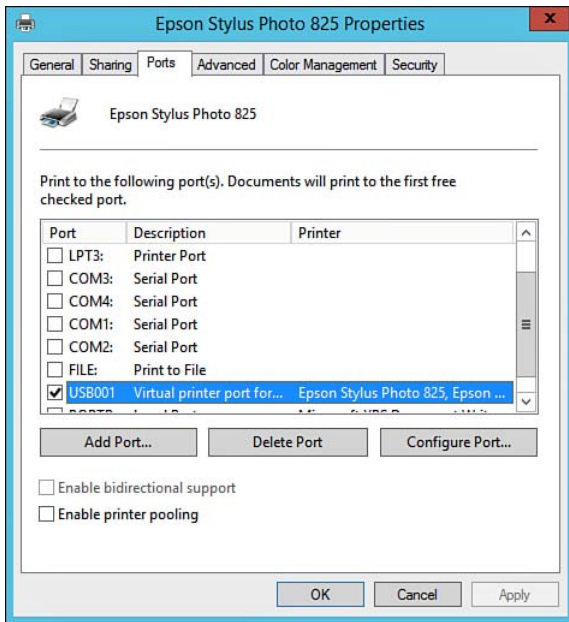 Epson Stylus Photo 825 Properties
x
General Sharing Ports Advanced Color Management Security
Epson Stylus Photo 825
Print to the following port(s). Documents will print to the first free
checked port.
Port Description Printer
LPT3: Printer Port
COM3: Serial Port
COM4: Serial Port
COM1: Serial Port
COM2: Serial Port
FILE: Print to File
USB001 Virtual printer port for... Epson Stylus Photo 825, Epson ...
Add Port... Delete Port Configure Port...
Enable bidirectional support
Enable printer pooling
OK Cancel Apply